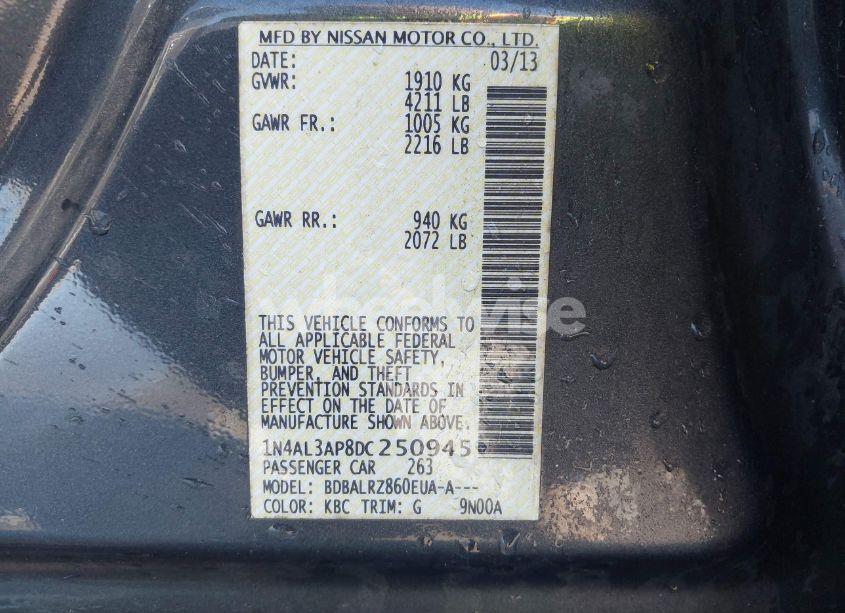 MFD BY NISSAN MOTOR CO., LTD.
DATE: 03/13
GVWR: 1910 KG
4211 LB
GAWR FR.: 1005 KG
2216 LB
GAWR RR.: 940 KG
2072 LB
wheelwise
THIS VEHICLE CONFORMS TO
ALL APPLICABLE FEDERAL
MOTOR VEHICLE SAFETY,
BUMPER, AND THEFT
PREVENTION STANDARDS IN
EFFECT ON THE DATE OF
MANUFACTURE SHOWN ABOVE.
1N4AL3AP8DC250945
PASSENGER CAR 263
MODEL: BDBALRZ860EUA-A---
COLOR: KBC TRIM: G 9N00A